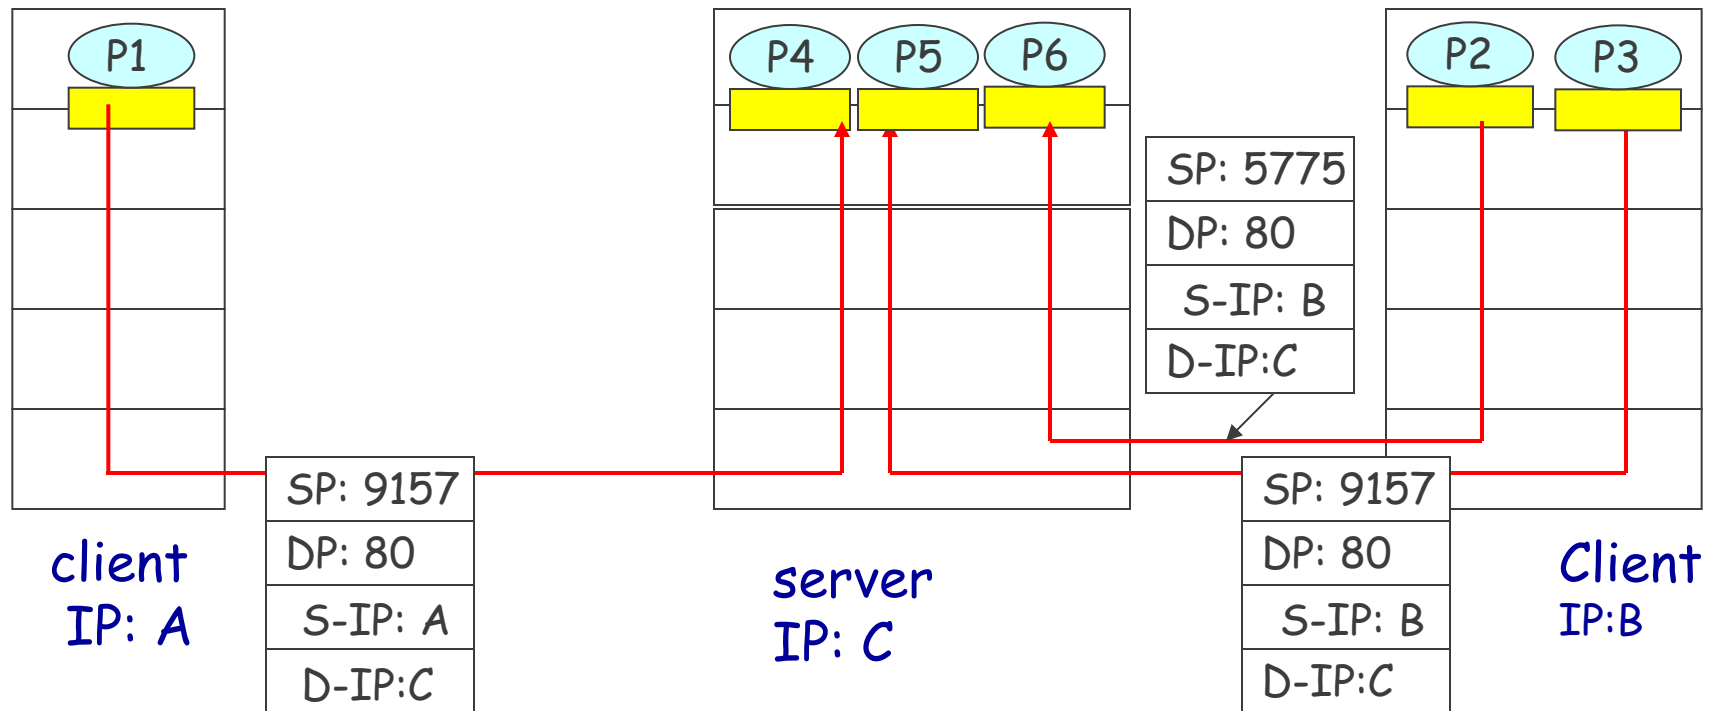 P1
P4
P5
P6
P2
P3
SP: 5775
DP: 80
S-IP: B
D-IP:C
SP: 9157
DP: 80
S-IP: A
D-IP:C
SP: 9157
DP: 80
S-IP: B
D-IP:C
client
IP: A
server
IP: C
Client
IP:B